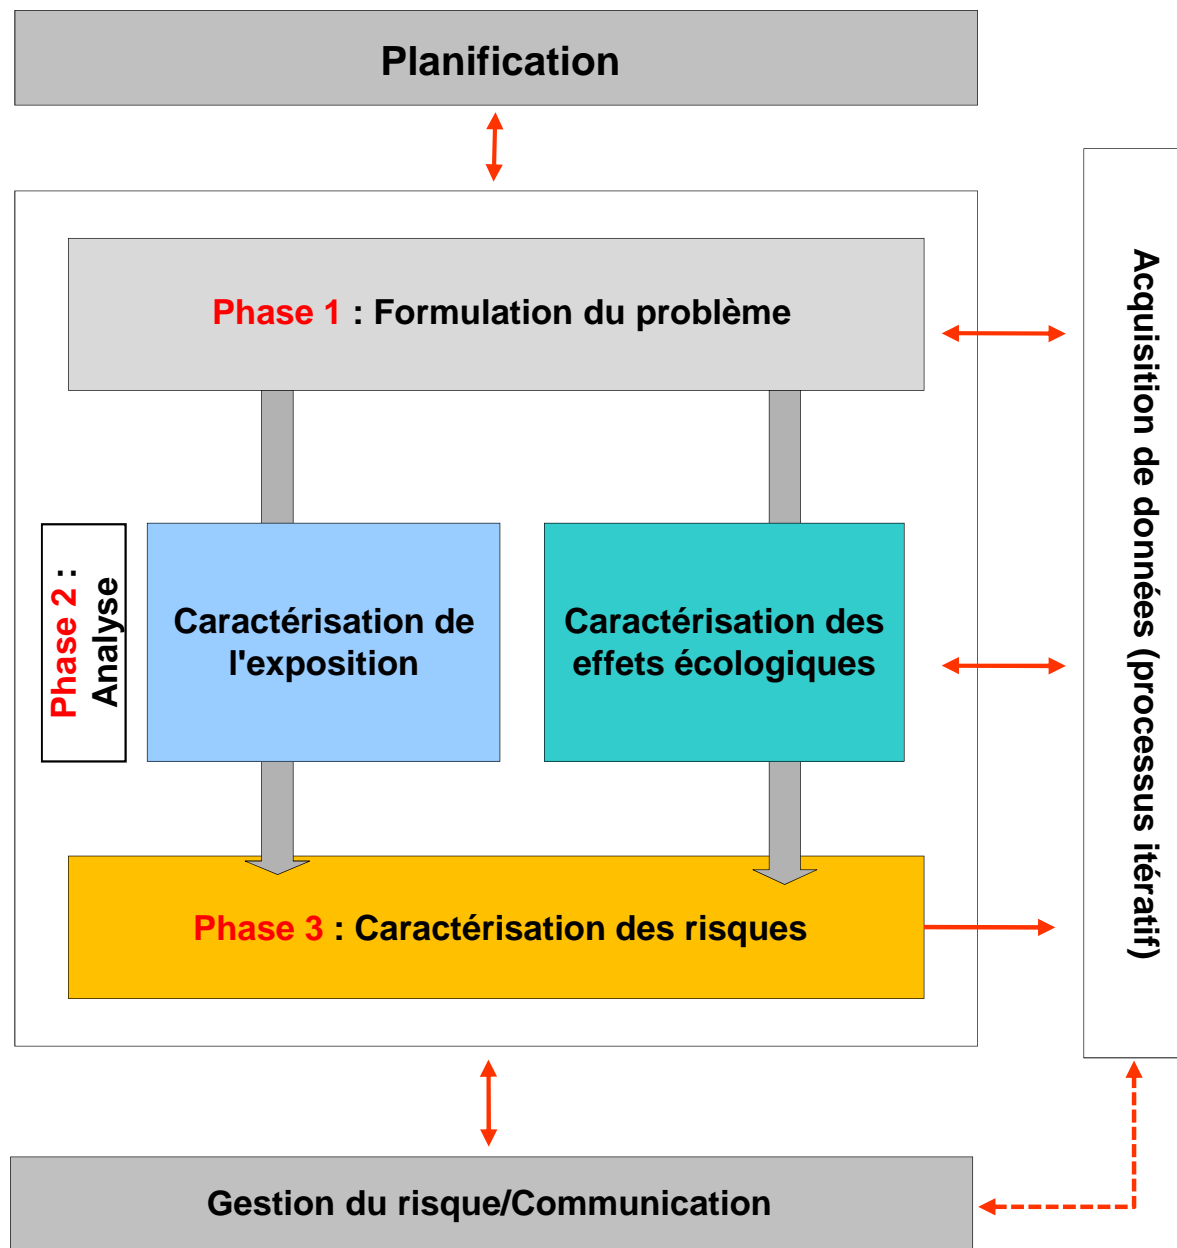 Planification
Phase 1 : Formulation du problème
Phase 2 :
Analyse
Caractérisation de
l'exposition
Caractérisation des
effets écologiques
Phase 3 : Caractérisation des risques
Acquisition de données (processus itératif)
Gestion du risque/Communication